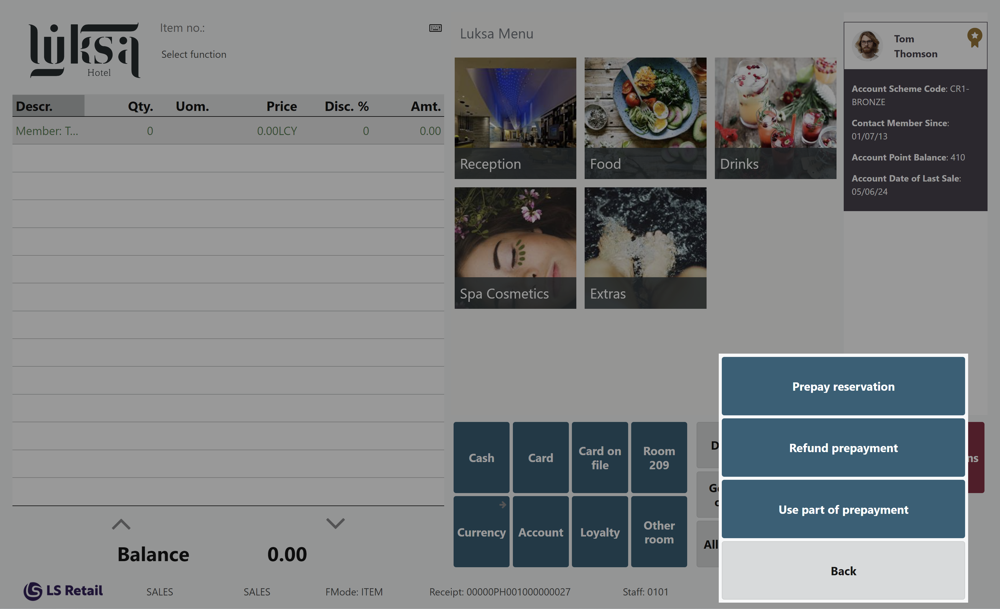 luksa
Hotel
Item no.:
Select function
Descr. Qty. Uom. Price Disc. % Amt.
Member: T... 0 0.00LCY 0 0.00
Balance 0.00
Luksa Menu
Reception
Food
Drinks
Spa Cosmetics
Extras
Tom
Thomson
Account Scheme Code: CR1-
BRONZE
Contact Member Since:
01/07/13
Account Point Balance: 410
Account Date of Last Sale:
05/06/24
Cash
Card
Card on
file
Room
209
Currency
Account
Loyalty
Other
room
All
Prepay reservation
Refund prepayment
Use part of prepayment
Back
LS Retail SALES SALES FMode: ITEM Receipt: 00000PH001000000027 Staff: 0101